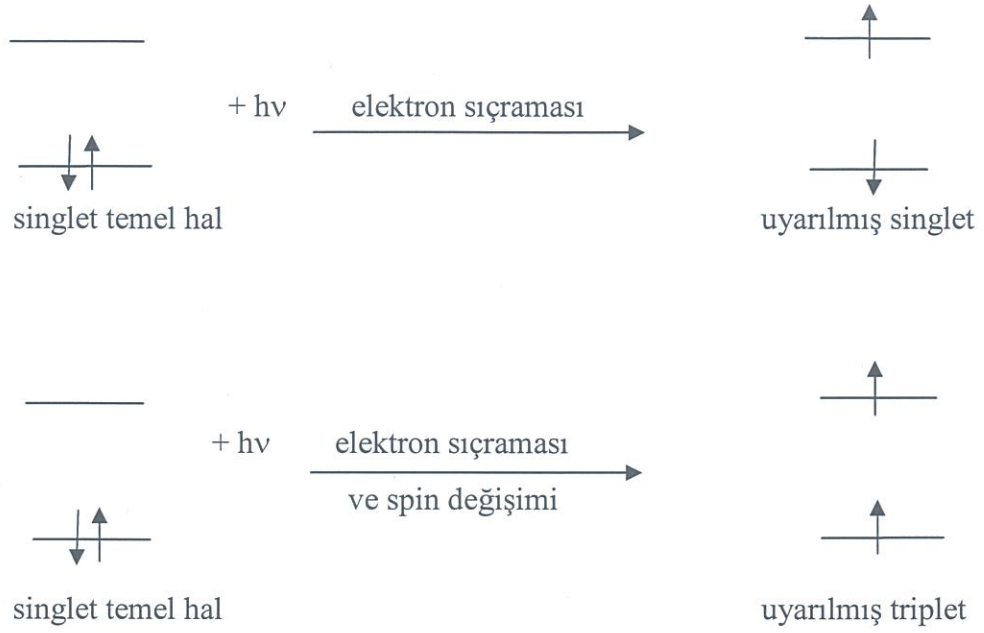 + hν elektron sıçraması
singlet temel hal uyarılmış singlet
+ hν elektron sıçraması
ve spin değişimi
singlet temel hal uyarılmış triplet